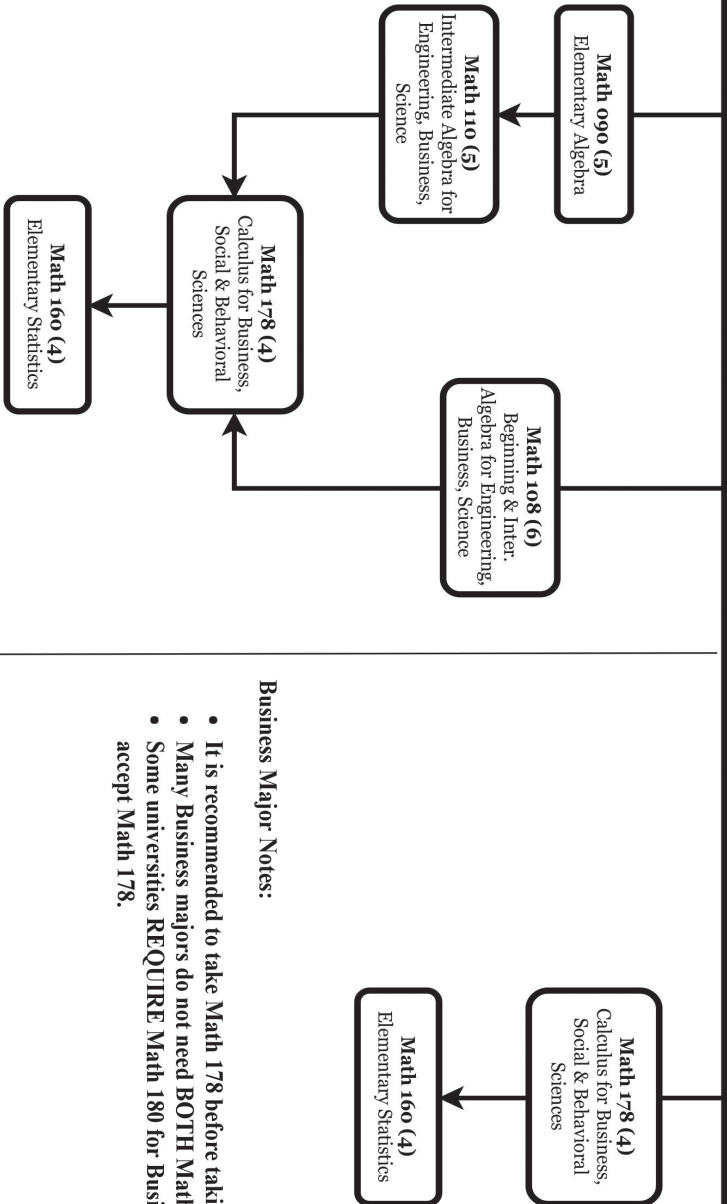 Math 090 (5)
Elementary Algebra
Math 110 (5)
Intermediate Algebra for
Engineering, Business,
Science
Math 178 (4)
Calculus for Business,
Social & Behavioral
Sciences
Math 160 (4)
Elementary Statistics
Math 108 (6)
Beginning & Inter.
Algebra for Engineering,
Business, Science
Math 178 (4)
Calculus for Business,
Social & Behavioral
Sciences
Math 160 (4)
Elementary Statistics
Business Major Notes:
• It is recommended to take Math 178 before
• Many Business majors do not need BOTH
• Some universities REQUIRE Math 180 for
accept Math 178.